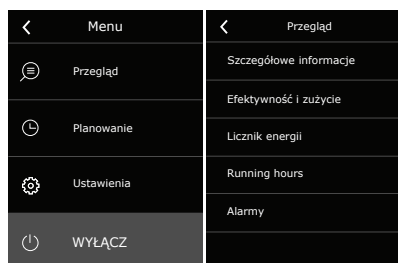 Menu
Przegląd
Planowanie
Ustawienia
WYŁĄCZ
Przegląd
Szczegółowe informacje
Efektywność i zużycie
Licznik energii
Running hours
Alarmy